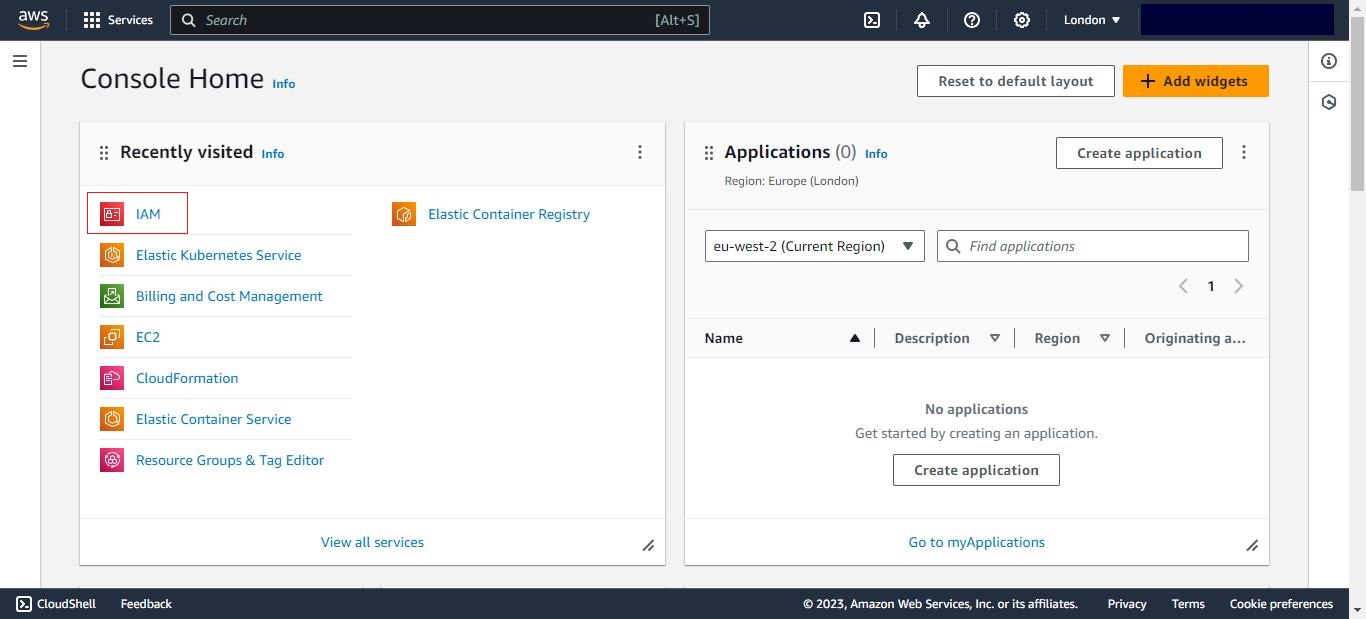 aws Services Search [Alt+S] London
Console Home Info
Reset to default layout
Add widgets
Recently visited Info
IAM
Elastic Kubernetes Service
Billing and Cost Management
EC2
CloudFormation
Elastic Container Service
Resource Groups & Tag Editor
Elastic Container Registry
View all services
Applications (0) Info
Region: Europe (London)
Create application
eu-west-2 (Current Region)
Find applications
1
Name Description Region Originating a...
No applications
Get started by creating an application.
Create application
Go to myApplications
CloudShell Feedback © 2023, Amazon Web Services, Inc. or its affiliates. Privacy Terms Cookie preferences